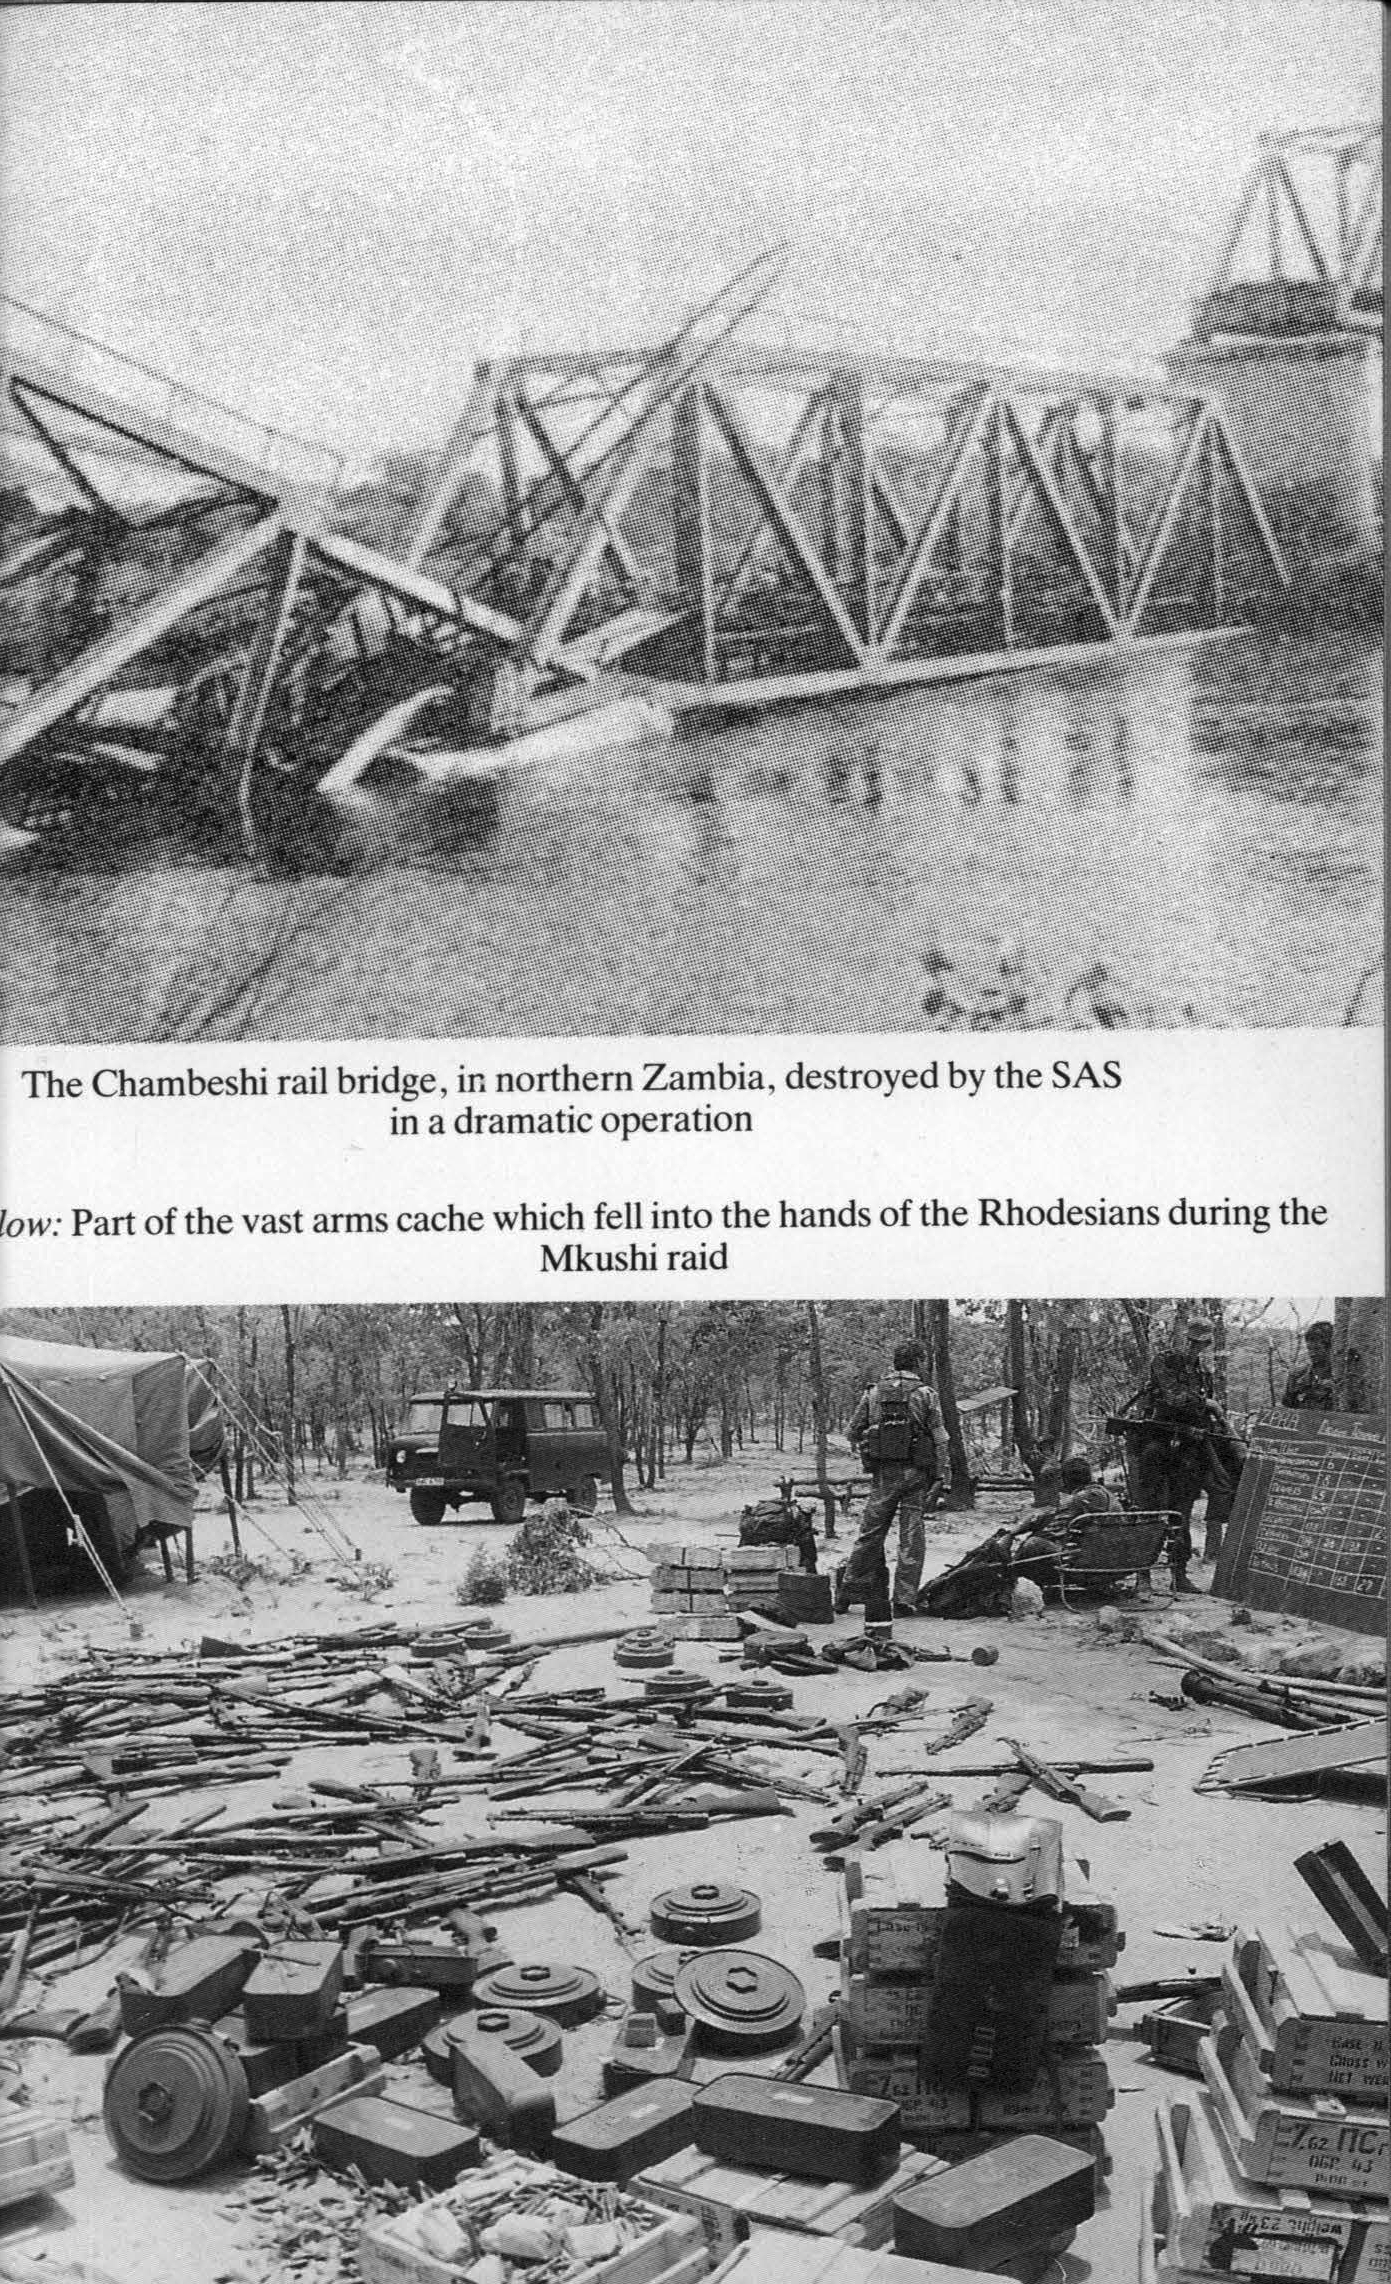 The Chambeshi rail bridge, in northern Zambia, destroyed by the SAS
in a dramatic operation
low: Part of the vast arms cache which fell into the hands of the Rhodesians during the
Mkushi raid
7.62 ПС
ОБР 43